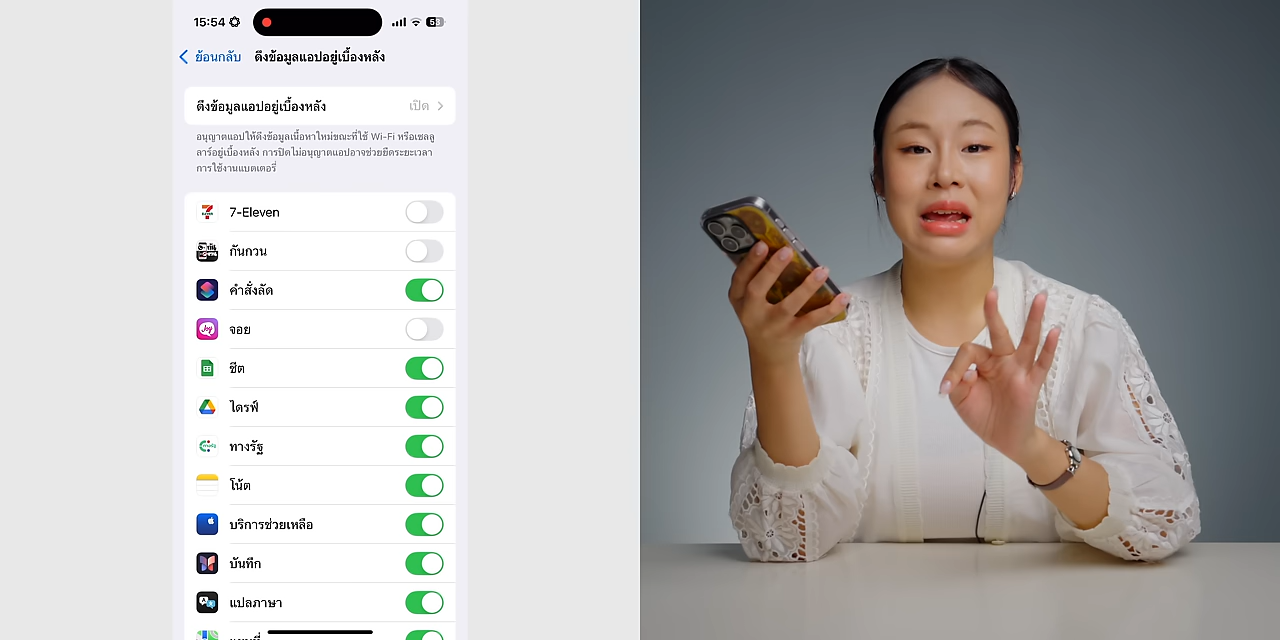 15:54
53
ย้อนกลับ
ดึงข้อมูลแอปอยู่เบื้องหลัง
ดึงข้อมูลแอปอยู่เบื้องหลัง
เปิด
อนุญาตแอปให้ดึงข้อมูลเนื้อหาใหม่ขณะที่ใช้ Wi-Fi หรือเซลลู
ลาร์อยู่เบื้องหลัง การปิดไม่อนุญาตแอปอาจช่วยยืดระยะเวลา
การใช้งานแบตเตอรี่
7-Eleven
กันกวน
คำสั่งลัด
จอย
ชีต
ไดรฟ์
ทางรัฐ
โน้ต
บริการช่วยเหลือ
บันทึก
แปลภาษา